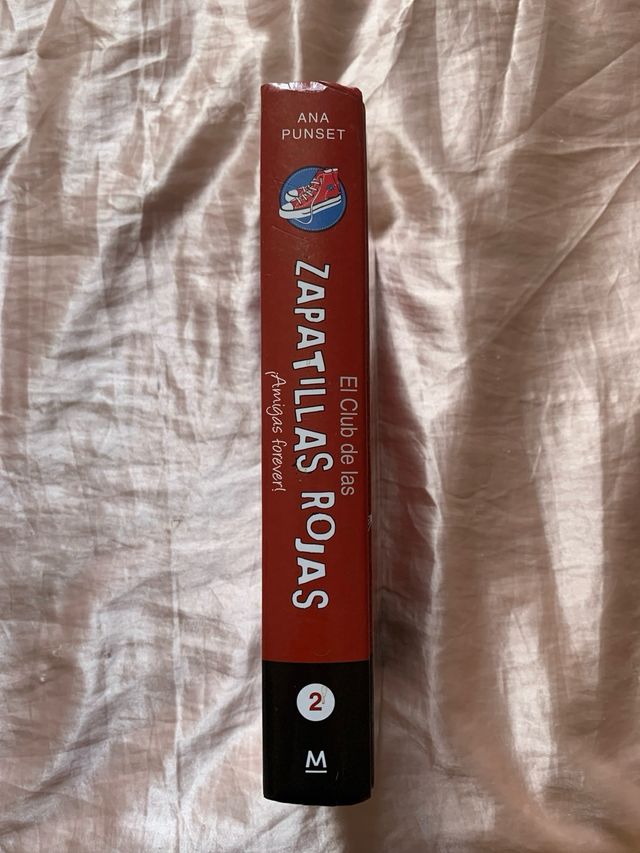 ANA
PUNSET
El Club de las
ZAPATILLAS ROJAS
¡Amigas forever!
2
M